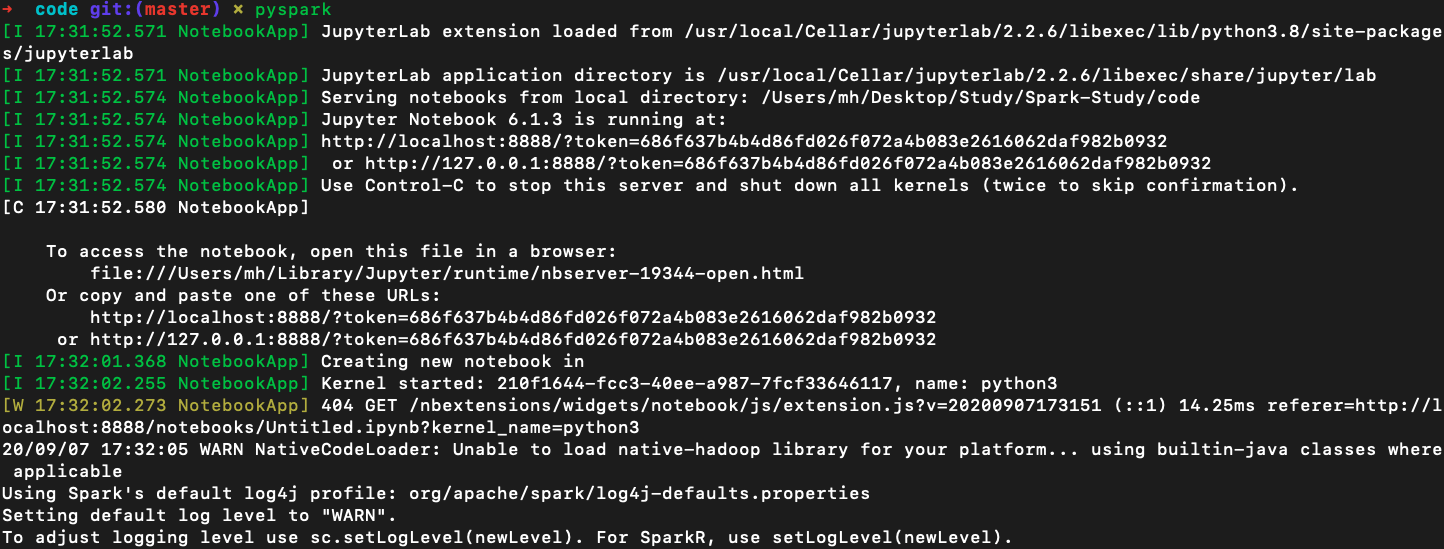 → code git:(master) × pyspark
[I 17:31:52.571 NotebookApp] JupyterLab extension loaded from /usr/local/Cellar/jupyterlab/2.2.6/libexec/lib/python3.8/site-package
s/jupyterlab
[I 17:31:52.571 NotebookApp] JupyterLab application directory is /usr/local/Cellar/jupyterlab/2.2.6/libexec/share/jupyter/lab
[I 17:31:52.574 NotebookApp] Serving notebooks from local directory: /Users/mh/Desktop/Study/Spark-Study/code
[I 17:31:52.574 NotebookApp] Jupyter Notebook 6.1.3 is running at:
[I 17:31:52.574 NotebookApp] http://localhost:8888/?token=686f637b4b4d86fd026f072a4b083e2616062daf982b0932
[I 17:31:52.574 NotebookApp]  or http://127.0.0.1:8888/?token=686f637b4b4d86fd026f072a4b083e2616062daf982b0932
[I 17:31:52.574 NotebookApp] Use Control-C to stop this server and shut down all kernels (twice to skip confirmation).
[C 17:31:52.580 NotebookApp]
To access the notebook, open this file in a browser:
file:///Users/mh/Library/Jupyter/runtime/nbserver-19344-open.html
Or copy and paste one of these URLs:
http://localhost:8888/?token=686f637b4b4d86fd026f072a4b083e2616062daf982b0932
or http://127.0.0.1:8888/?token=686f637b4b4d86fd026f072a4b083e2616062daf982b0932
[I 17:32:01.368 NotebookApp] Creating new notebook in
[I 17:32:02.255 NotebookApp] Kernel started: 210f1644-fcc3-40ee-a987-7fcf33646117, name: python3
[W 17:32:02.273 NotebookApp] 404 GET /nbextensions/widgets/notebook/js/extension.js?v=20200907173151 (::1) 14.25ms referer=http://l
ocalhost:8888/notebooks/Untitled.ipynb?kernel_name=python3
20/09/07 17:32:05 WARN NativeCodeLoader: Unable to load native-hadoop library for your platform... using builtin-java classes where
applicable
Using Spark's default log4j profile: org/apache/spark/log4j-defaults.properties
Setting default log level to "WARN".
To adjust logging level use sc.setLogLevel(newLevel). For SparkR, use setLogLevel(newLevel).